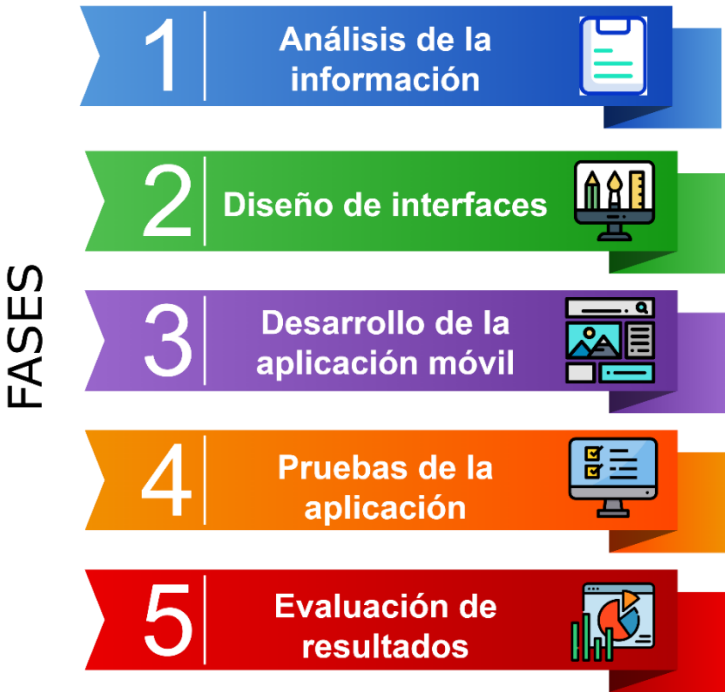 FASES
1
Análisis de la
información
2
Diseño de interfaces
3
Desarrollo de la
aplicación móvil
4
Pruebas de la
aplicación
5
Evaluación de
resultados